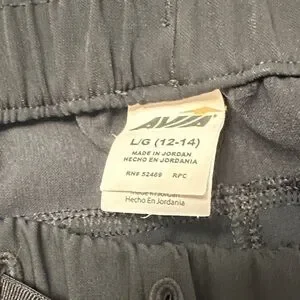 AVIA
L/G (12-14)
MADE IN JORDAN
HECHO EN JORDANIA
RN# 52469 RPC
Made in Jordan
Hecho En Jordania